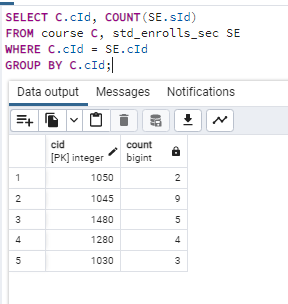 SELECT C.cId, COUNT(SE.sId)
FROM course C, std_enrolls_sec SE
WHERE C.cId = SE.cId
GROUP BY C.cId;
Data output Messages Notifications
cid count
[PK] integer bigint
1 1050 2
2 1045 9
3 1480 5
4 1280 4
5 1030 3